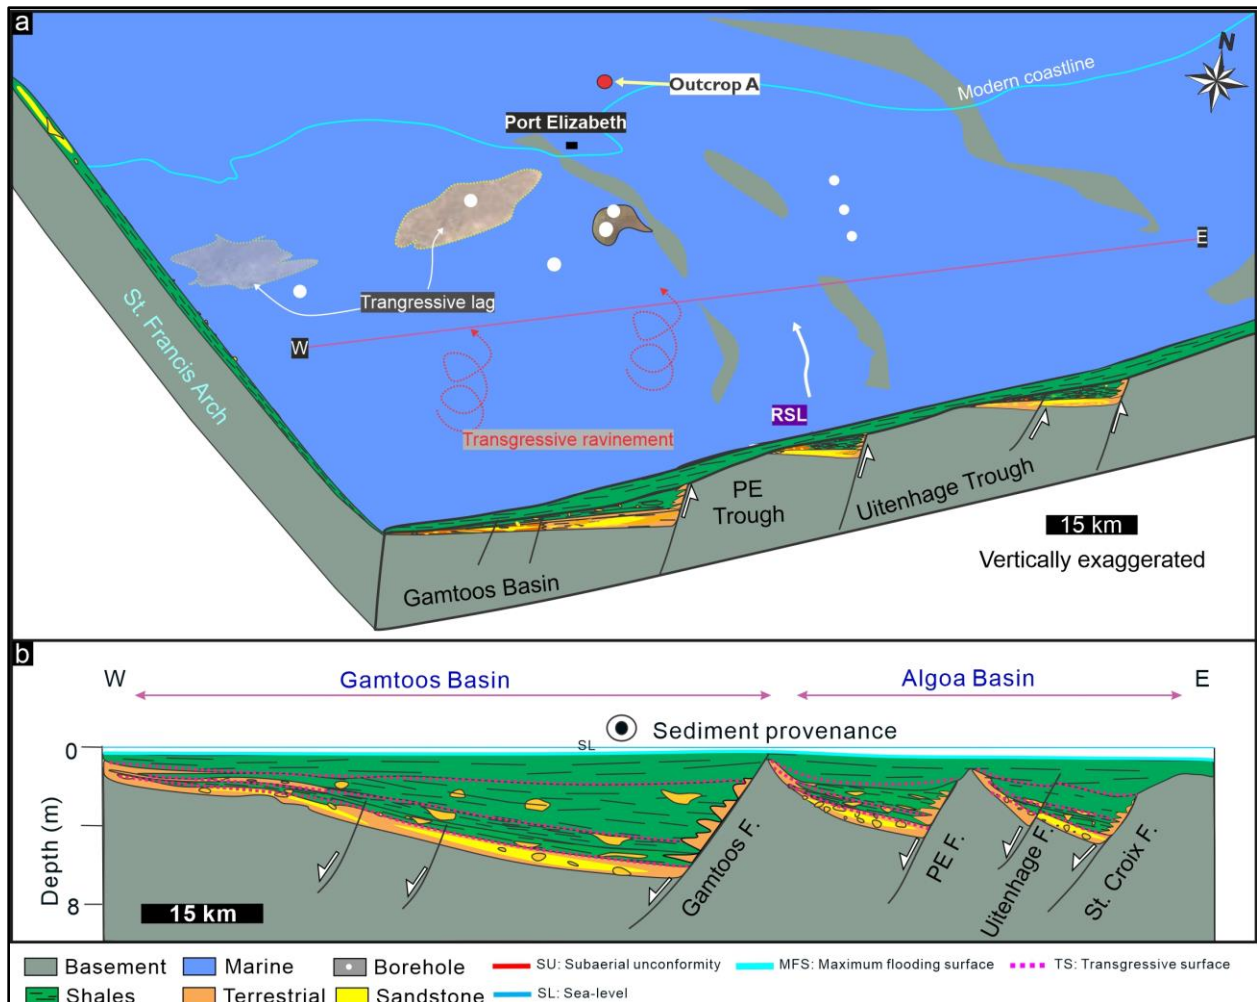 a
N
Outcrop A
Modern coastline
Port Elizabeth
E
Trangressive lag
W
St. Francis Arch
RSL
Transgressive ravinement
PE
Trough
Uitenhage Trough
15 km
Vertically exaggerated
Gamtoos Basin
b
W
Gamtoos Basin
Algoa Basin
E
Sediment provenance
0
SL
Depth (m)
Gamtoos F.
PE F.
Uitenhage F.
St. Croix F.
8
15 km
Basement
Marine
Borehole
SU: Subaerial unconformity
MFS: Maximum flooding surface
TS: Transgressive surface
Shales
Terrestrial
Sandstone
SL: Sea-level